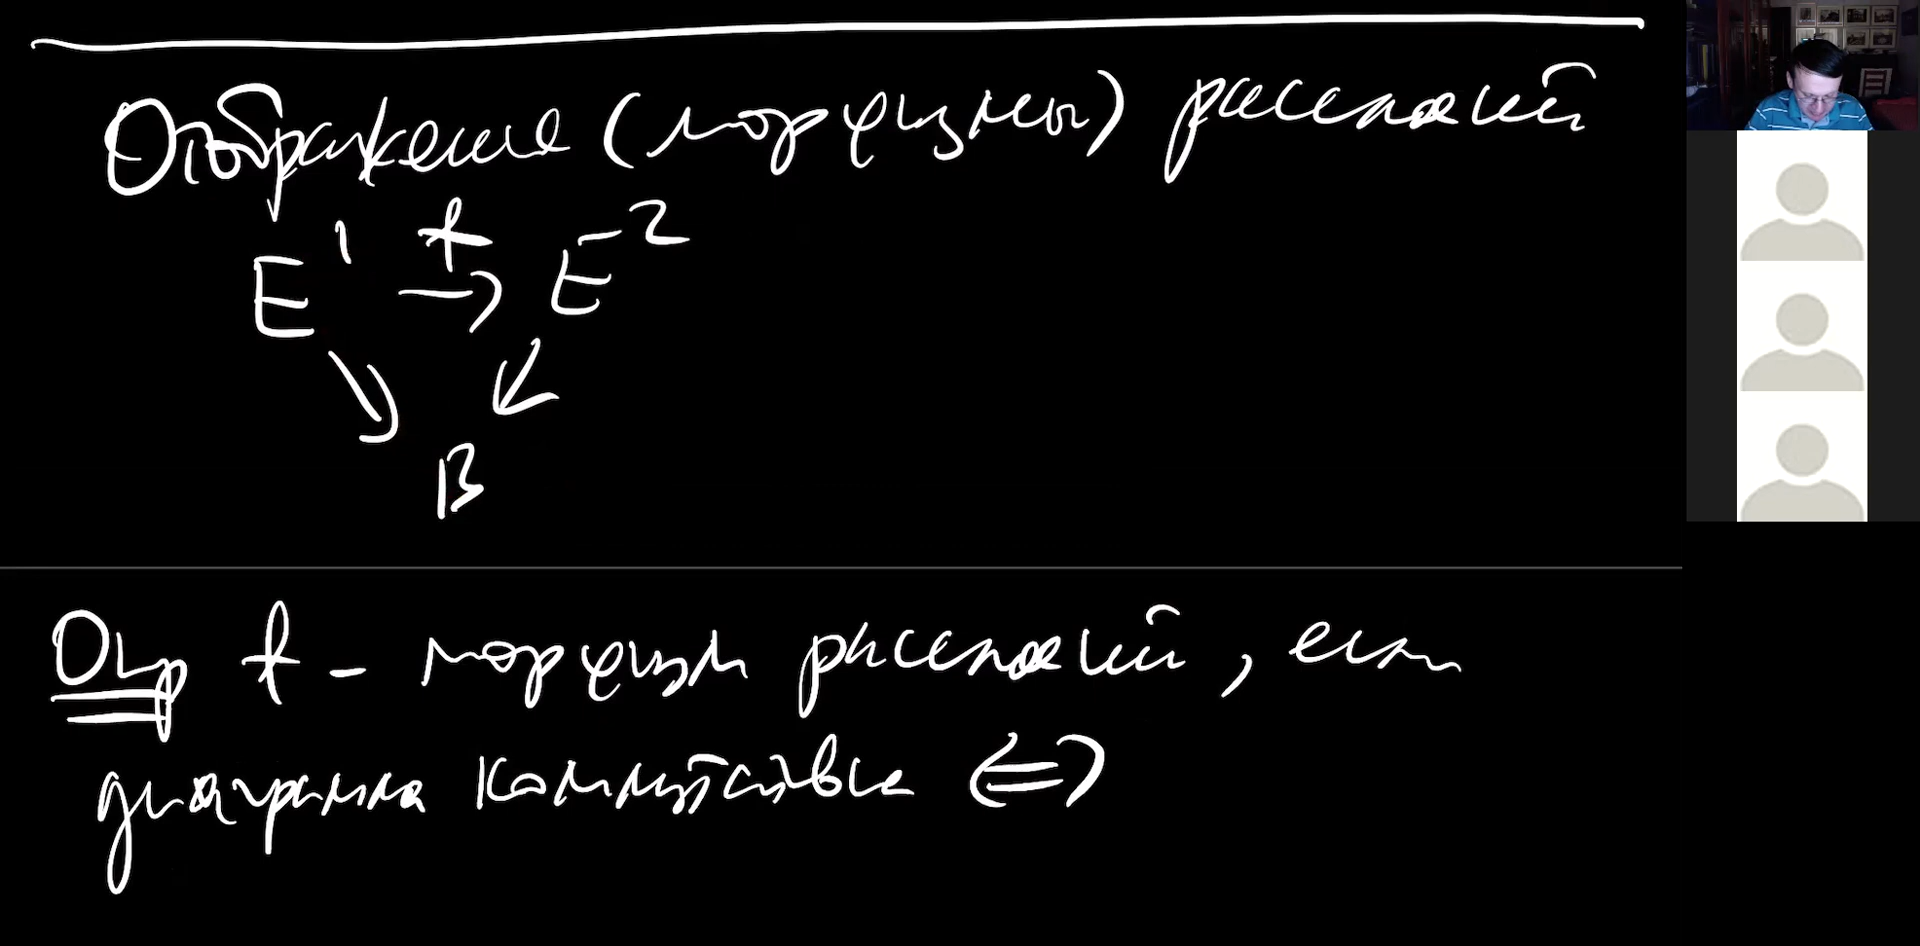 Отображение (морфизмы) расслоений
E¹ f→ E²
↘ ↙
B
Опр f - морфизм расслоений, если
диаграмма коммутативна ⟺